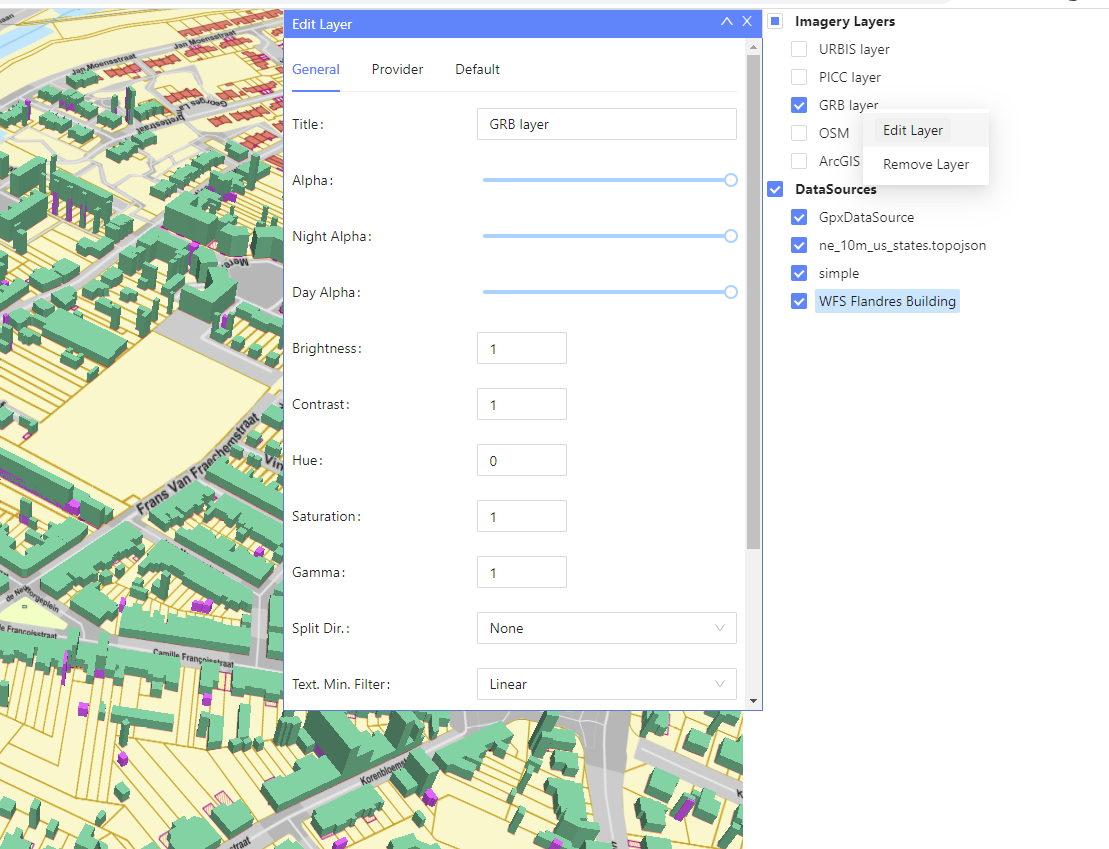 Edit Layer
General Provider Default
Title: GRB layer
Alpha:
Night Alpha:
Day Alpha:
Brightness: 1
Contrast: 1
Hue: 0
Saturation: 1
Gamma: 1
Split Dir.: None
Text. Min. Filter: Linear
Imagery Layers
URBIS layer
PICC layer
GRB layer
OSM
ArcGIS
Edit Layer
Remove Layer
DataSources
GpxDataSource
ne_10m_us_states.topojson
simple
WFS Flandres Building
Jan Moensstraat
Jan Moensstraat
Georges
Frans Van Fraechemstraat
Camille Françoisstraat